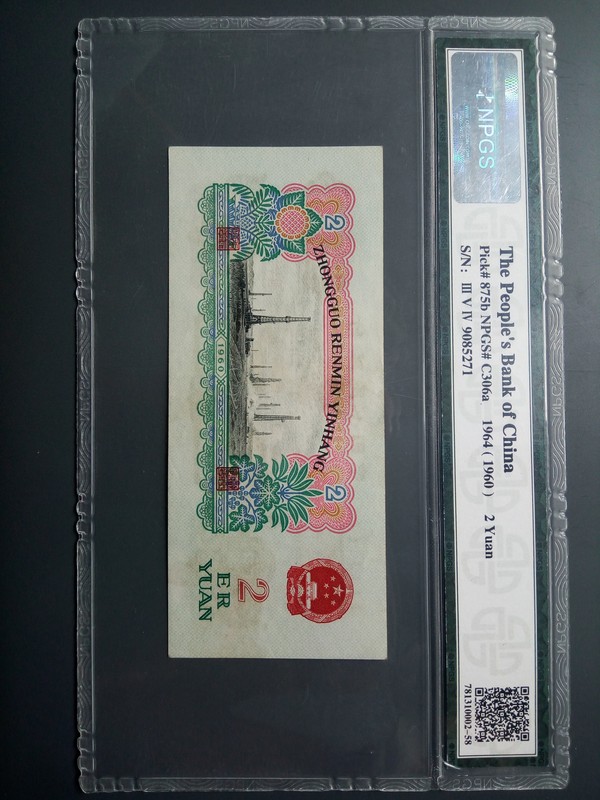 NPGS
The People's Bank of China
Pick# 875b NPGS# C306a 1964 ( 1960 ) 2 Yuan
S/N: Ⅲ Ⅴ Ⅳ 9085271
781310002-58
ZHONGGUO RENMIN YINHANG
2
2
1960
2
ER
YUAN